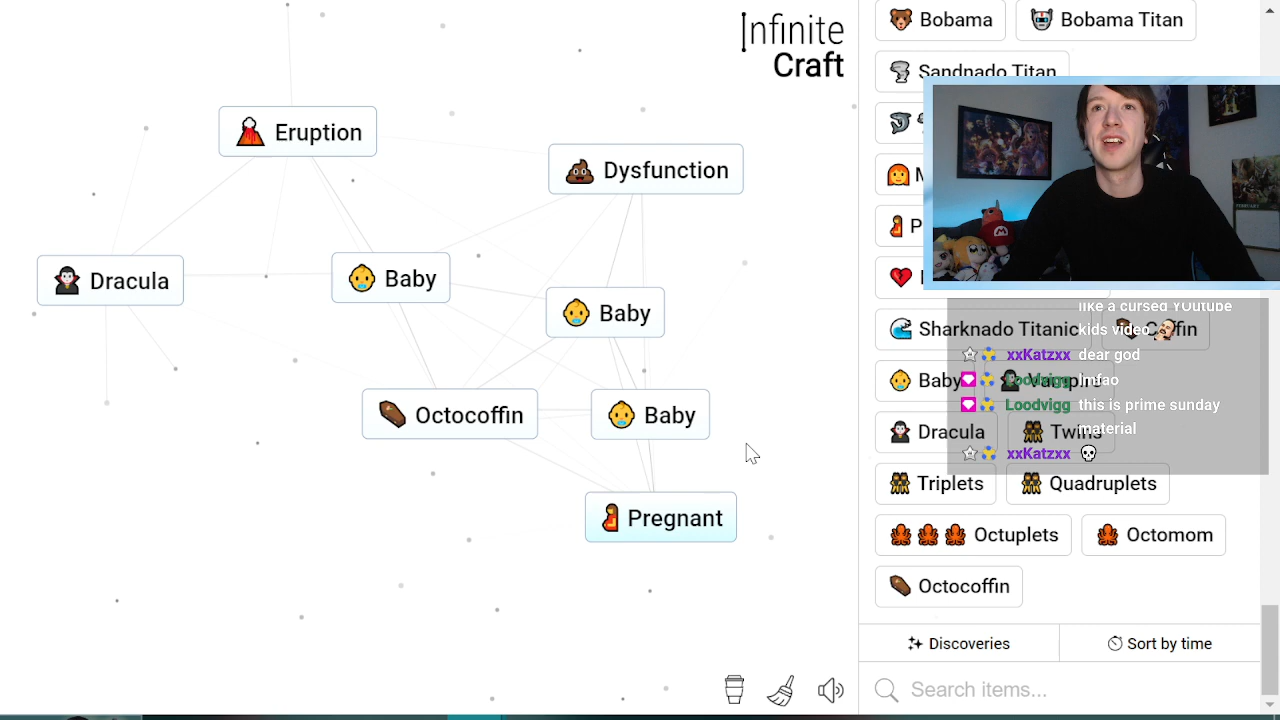 Infinite
Craft
Eruption
Dysfunction
Dracula
Baby
Baby
Octocoffin
Baby
Pregnant
Bobama
Bobama Titan
Sandnado Titan
Sharknado Titanic
Baby
Dracula
Twins
Triplets
Quadruplets
Octuplets
Octomom
Octocoffin
like a cursed YOutube
kids video
xxKatzxx dear god
Loodvigg lmfao
Loodvigg this is prime sunday
material
xxKatzxx
Discoveries
Sort by time
Search items...